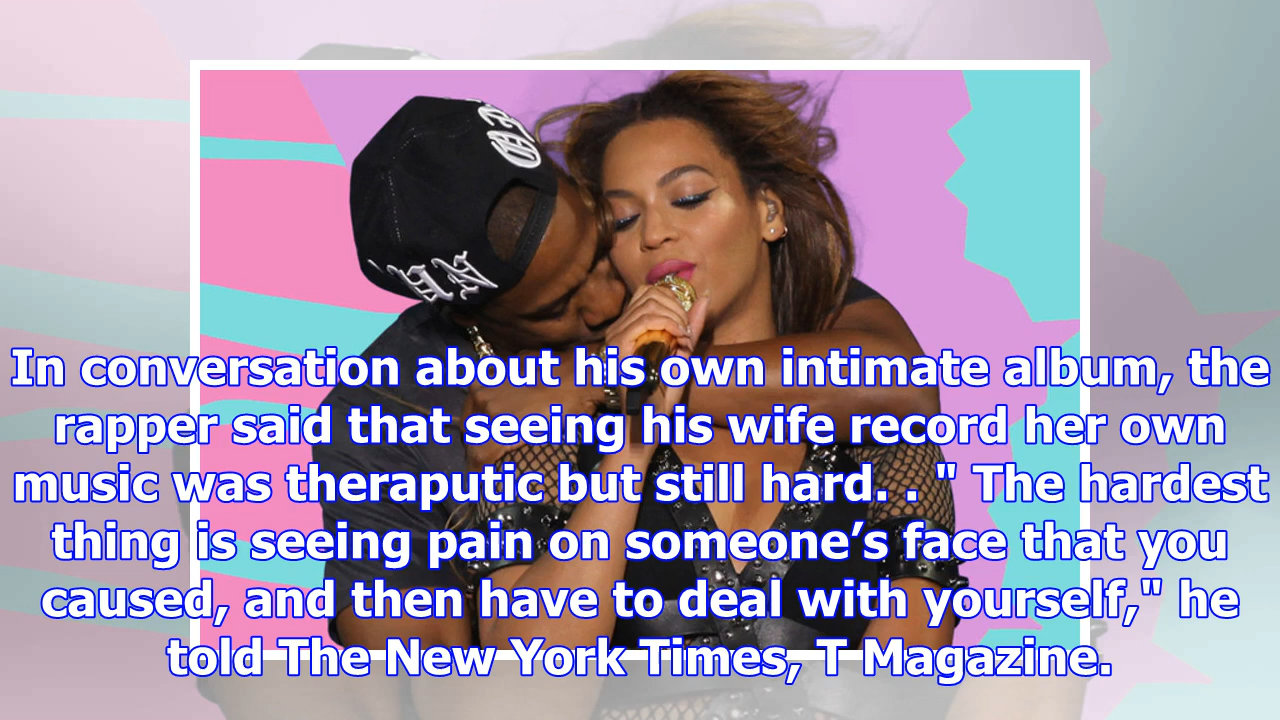 In conversation about his own intimate album, the
rapper said that seeing his wife record her own
music was theraputic but still hard. . " The hardest
thing is seeing pain on someone’s face that you
caused, and then have to deal with yourself," he
told The New York Times, T Magazine.